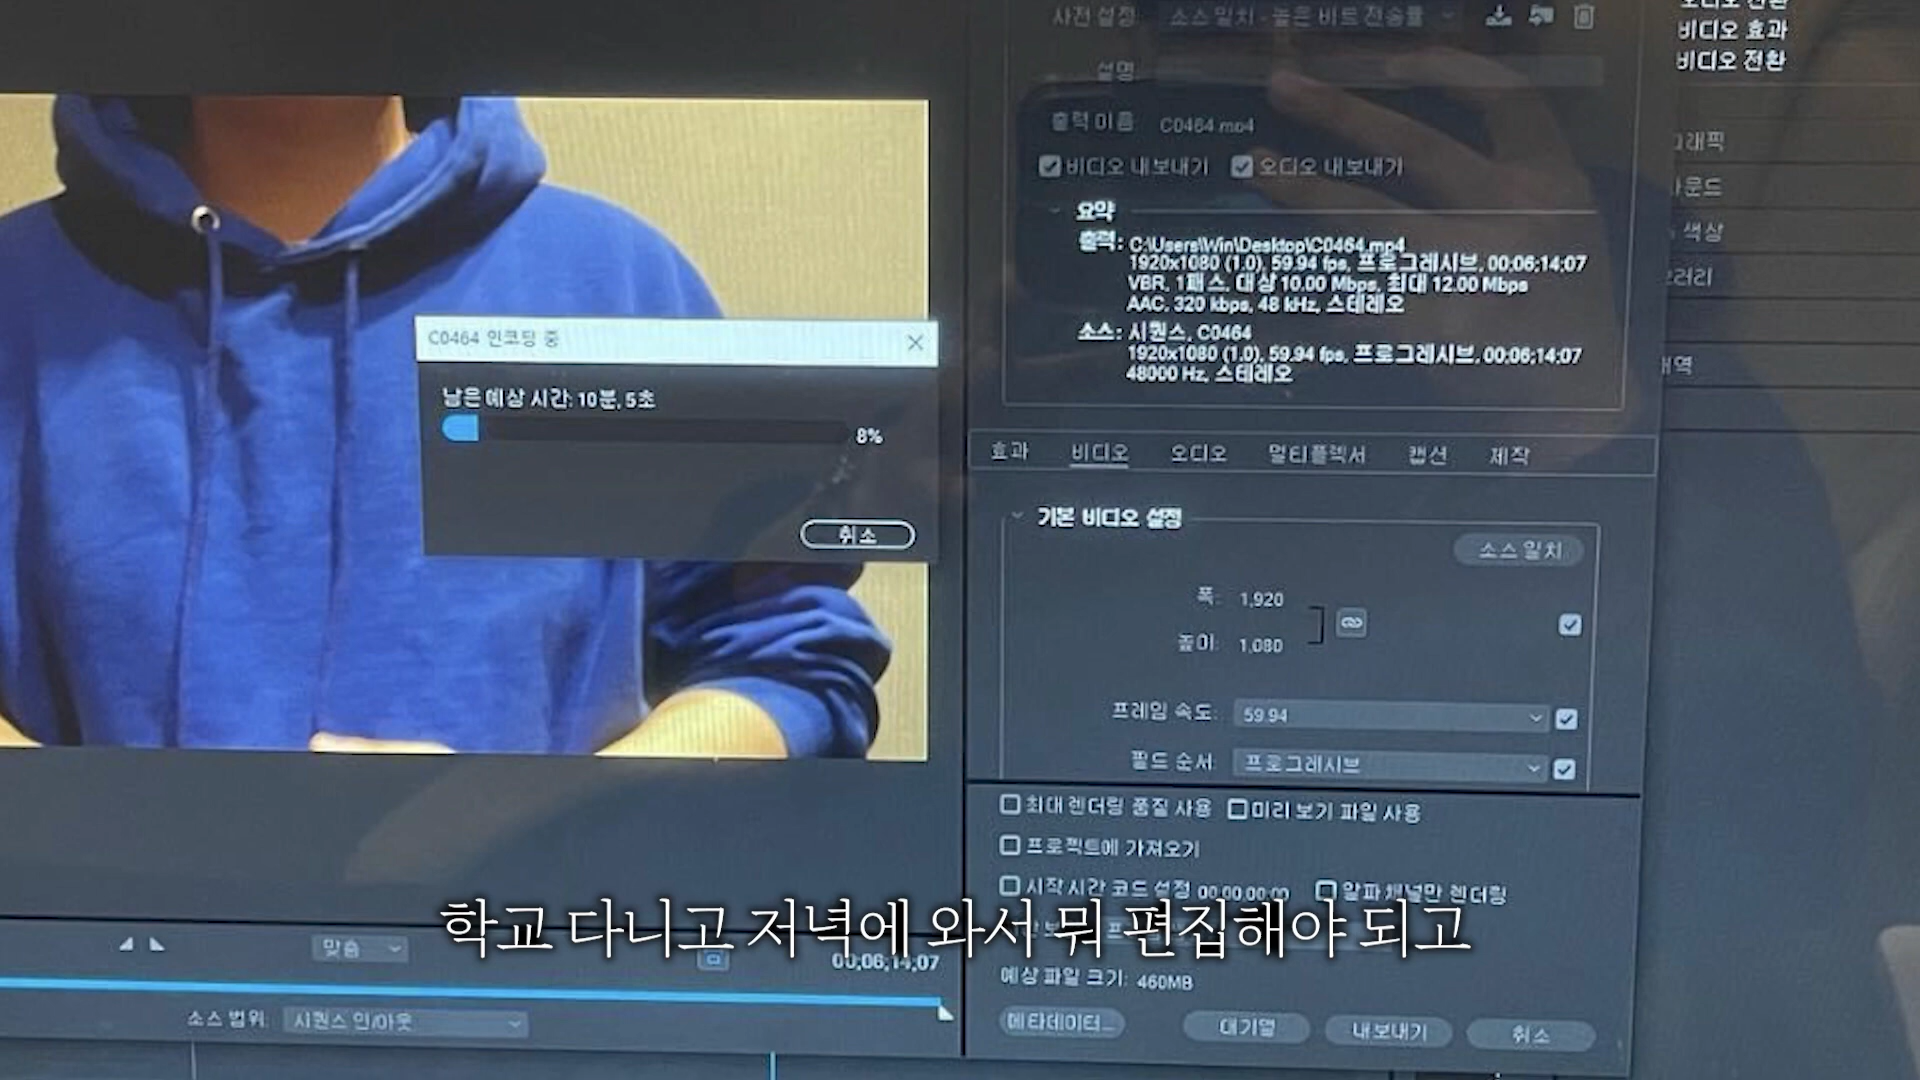 사전 설정 소스 일치 - 높은 비트 전송률
설명
출력 이름 C0464.mp4
비디오 내보내기 오디오 내보내기
요약
출력: C:\Users\Win\Desktop\C0464.mp4
1920x1080 (1.0), 59.94 fps, 프로그레시브, 00;06;14;07
VBR, 1패스, 대상 10.00 Mbps, 최대 12.00 Mbps
AAC, 320 kbps, 48 kHz, 스테레오
소스: 시퀀스, C0464
1920x1080 (1.0), 59.94 fps, 프로그레시브, 00;06;14;07
48000 Hz, 스테레오
비디오 효과
비디오 전환
색상
C0464 인코딩 중
남은 예상 시간: 10분, 5초
8%
취소
효과 비디오 오디오 멀티플렉서 캡션 제작
기본 비디오 설정
소스 일치
폭: 1,920
높이: 1,080
프레임 속도: 59.94
필드 순서: 프로그레시브
최대 렌더링 품질 사용 미리 보기 파일 사용
프로젝트에 가져오기
시작 시간 코드 설정 00;00;00;00 알파 채널만 렌더링
학교 다니고 저녁에 와서 뭐 편집해야 되고
맞춤 00;06;14;07
예상 파일 크기: 460MB
소스 범위: 시퀀스 인/아웃
메타데이터... 대기열 내보내기 취소